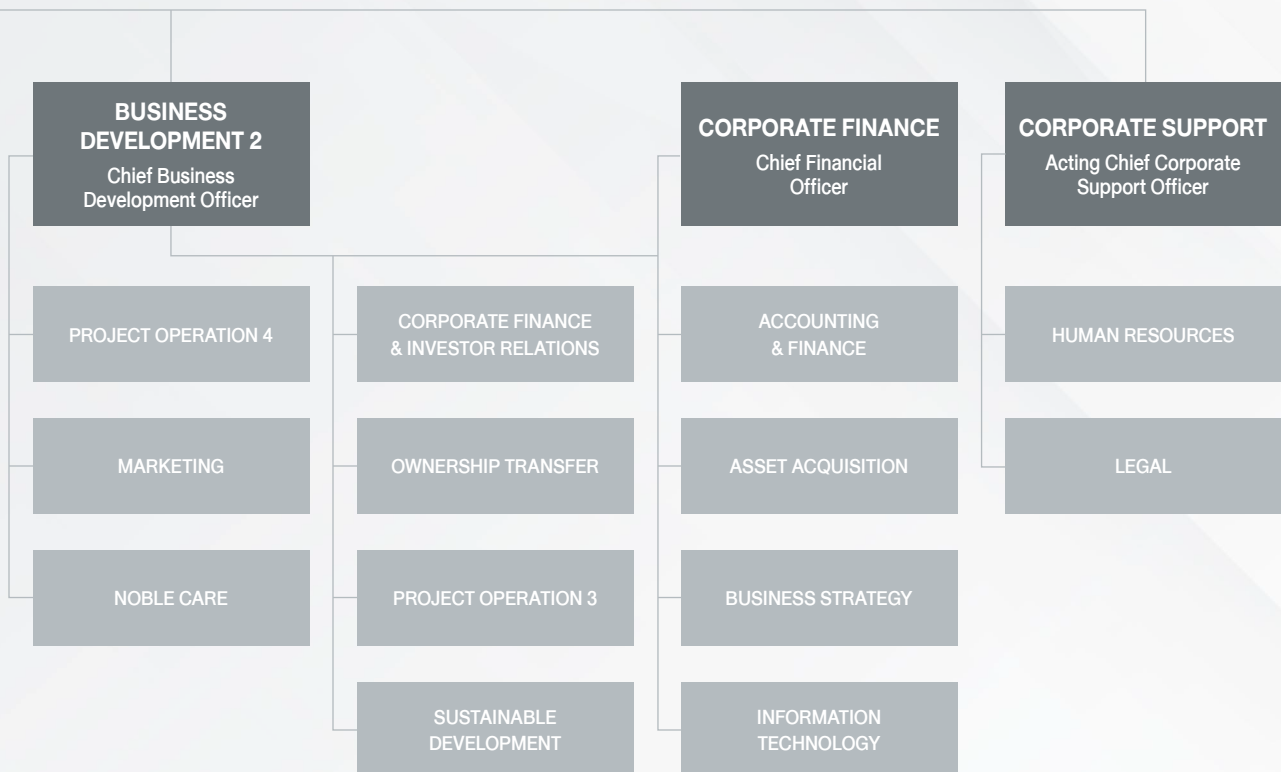 BUSINESS
DEVELOPMENT 2
Chief Business
Development Officer
CORPORATE FINANCE
Chief Financial
Officer
CORPORATE SUPPORT
Acting Chief Corporate
Support Officer
PROJECT OPERATION 4
CORPORATE FINANCE
& INVESTOR RELATIONS
ACCOUNTING
& FINANCE
HUMAN RESOURCES
MARKETING
OWNERSHIP TRANSFER
ASSET ACQUISITION
LEGAL
NOBLE CARE
PROJECT OPERATION 3
BUSINESS STRATEGY
SUSTAINABLE
DEVELOPMENT
INFORMATION
TECHNOLOGY